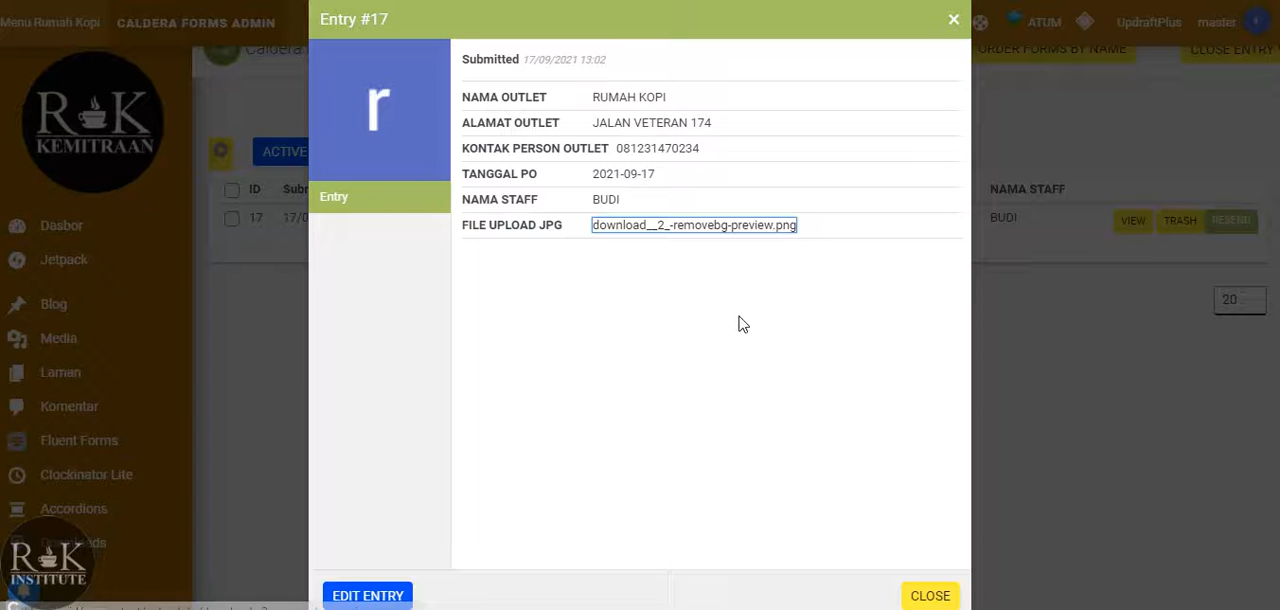 Menu Rumah Kopi
CALDERA FORMS ADMIN
Entry #17
×
ATUM
UpdraftPlus
master
ORDER FORMS BY NAME
CLOSE ENTRY
R K
KEMITRAAN
r
Entry
Submitted 17/09/2021 13:02
NAMA OUTLET RUMAH KOPI
ALAMAT OUTLET JALAN VETERAN 174
KONTAK PERSON OUTLET 081231470234
TANGGAL PO 2021-09-17
NAMA STAFF BUDI
FILE UPLOAD JPG download__2_-removebg-preview.png
ACTIVE
ID
NAMA STAFF
17
BUDI
VIEW
TRASH
RESEND
20
Dasbor
Jetpack
Blog
Media
Laman
Komentar
Fluent Forms
Clockinator Lite
Accordions
R K
INSTITUTE
EDIT ENTRY
CLOSE